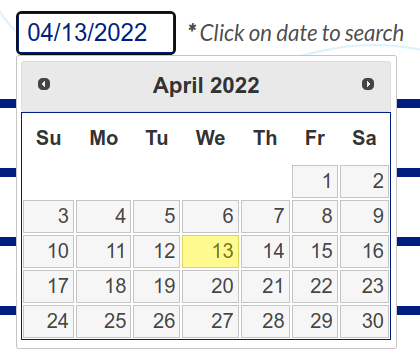 04/13/2022 * Click on date to search
April 2022
Su Mo Tu We Th Fr Sa
1 2
3 4 5 6 7 8 9
10 11 12 13 14 15 16
17 18 19 20 21 22 23
24 25 26 27 28 29 30